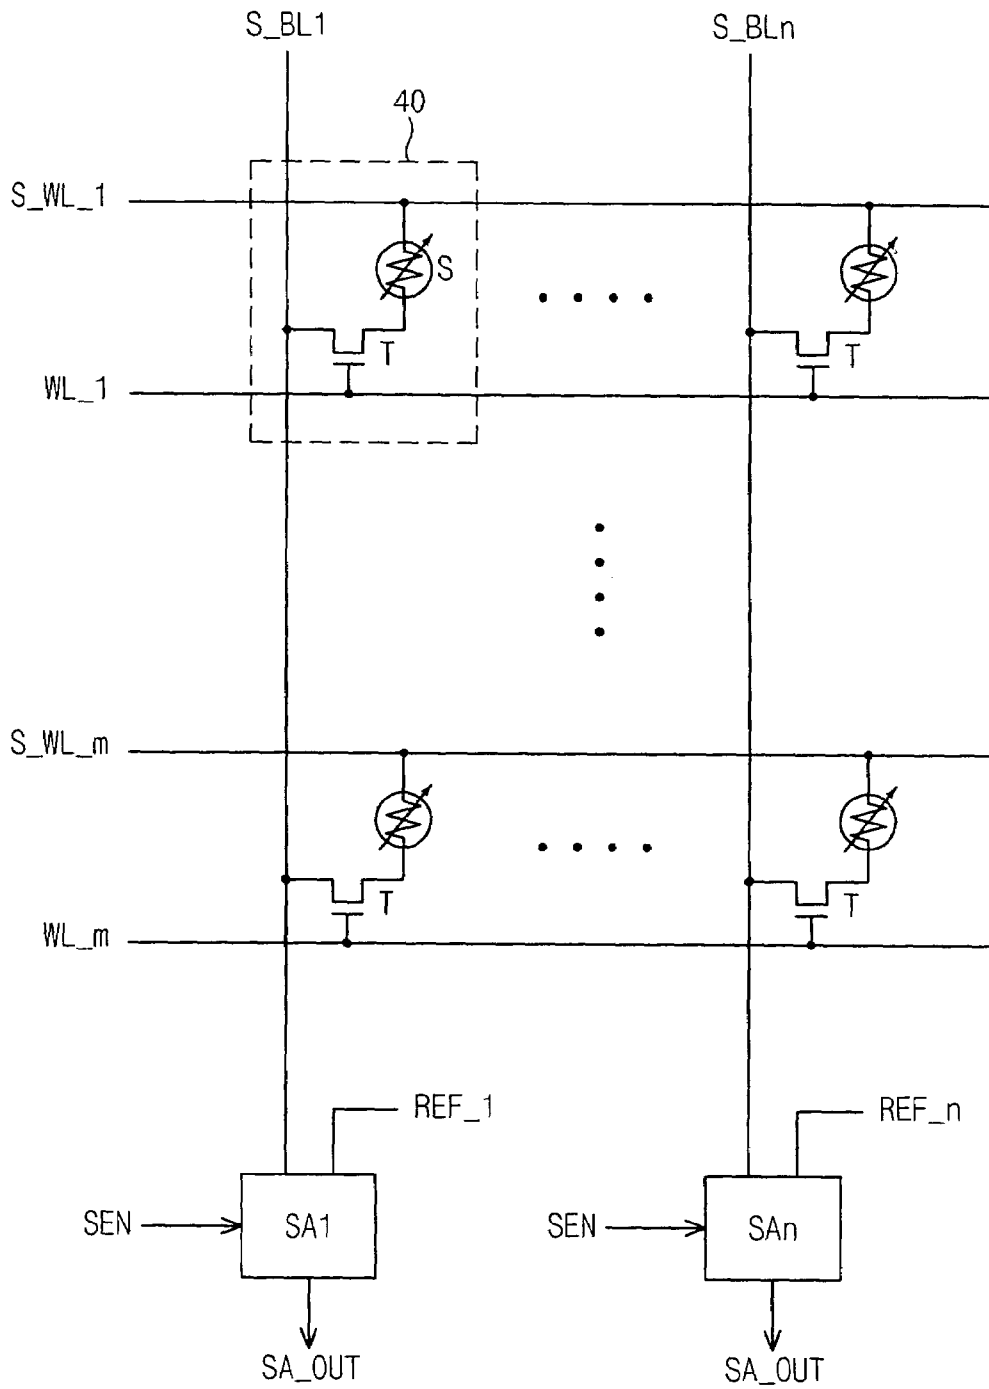 S_BL1
S_BLn
40
S_WL_1
S
T
T
WL_1
S_WL_m
T
T
WL_m
REF_1
REF_n
SEN
SA1
SEN
SAn
SA_OUT
SA_OUT